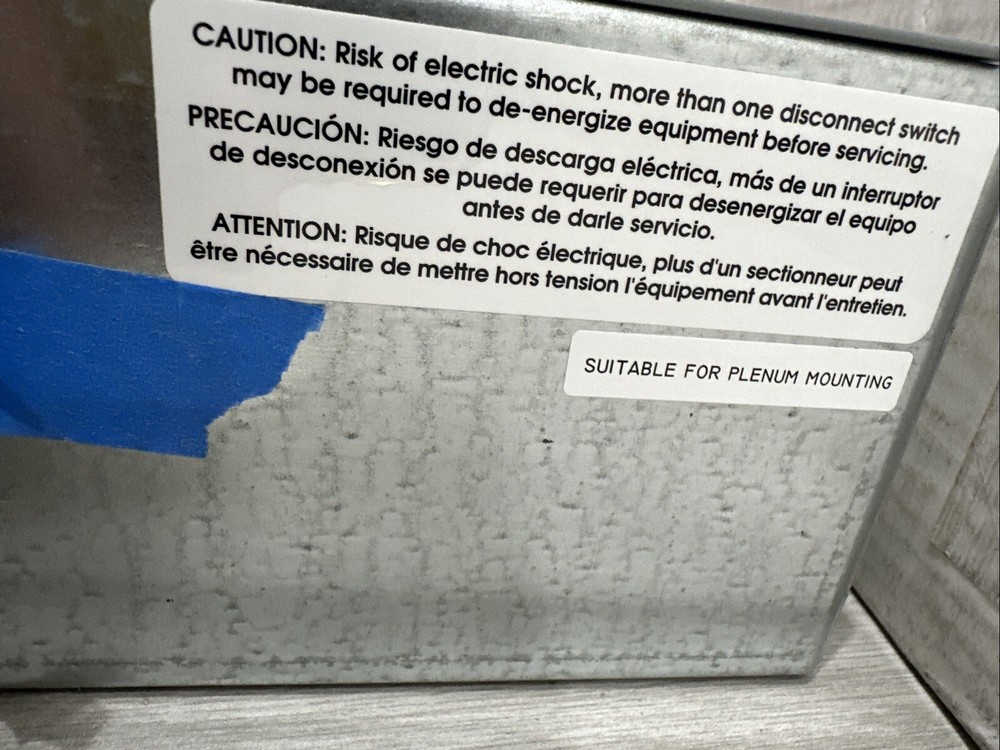 CAUTION: Risk of electric shock, more than one disconnect switch
may be required to de-energize equipment before servicing.
PRECAUCIÓN: Riesgo de descarga eléctrica, más de un interruptor
de desconexión se puede requerir para desenergizar el equipo
antes de darle servicio.
ATTENTION: Risque de choc électrique, plus d'un sectionneur peut
être nécessaire de mettre hors tension l'équipement avant l'entretien.
SUITABLE FOR PLENUM MOUNTING